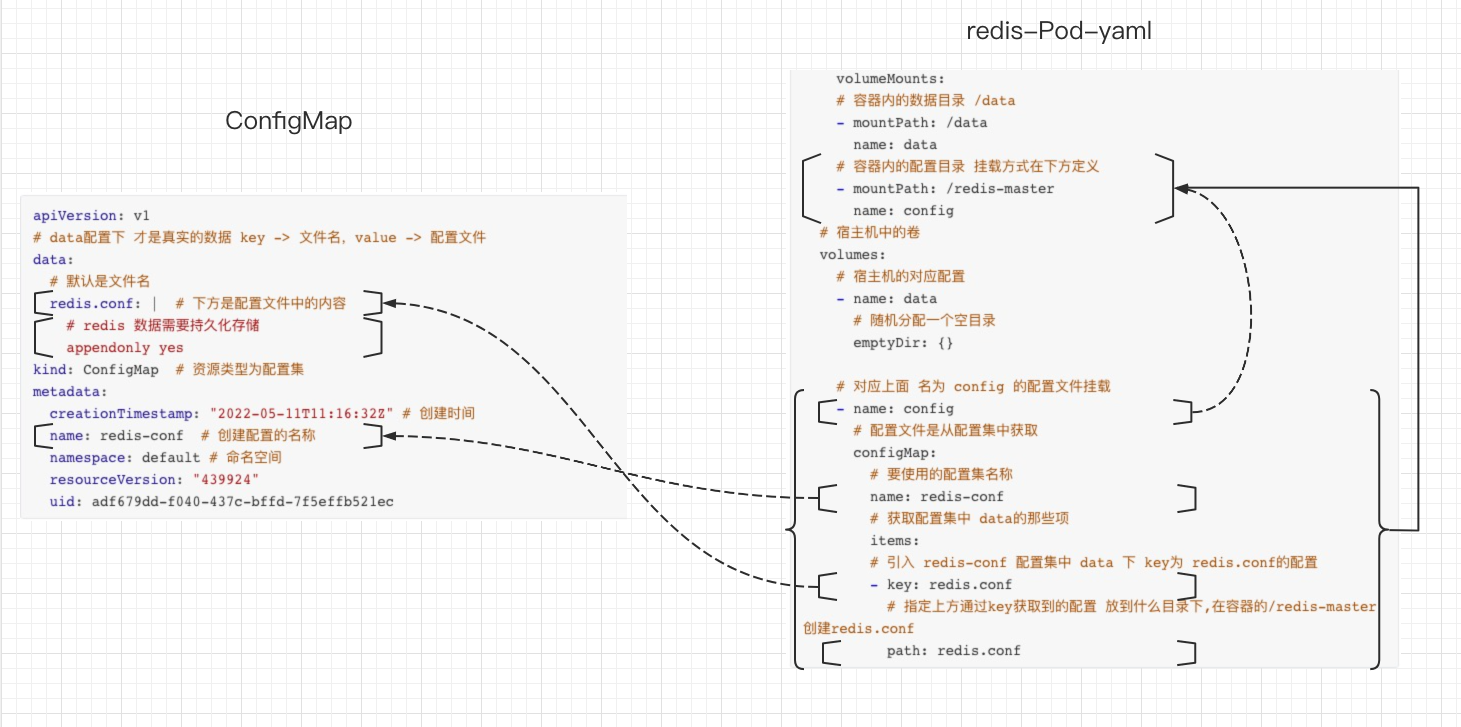 redis-Pod-yaml
ConfigMap
apiVersion: v1
# data配置下 才是真实的数据 key -> 文件名, value -> 配置文件
data:
  # 默认是文件名
  redis.conf: |  # 下方是配置文件中的内容
    # redis 数据需要持久化存储
    appendonly yes
kind: ConfigMap  # 资源类型为配置集
metadata:
  creationTimestamp: "2022-05-11T11:16:32Z" # 创建时间
  name: redis-conf  # 创建配置的名称
  namespace: default # 命名空间
  resourceVersion: "439924"
  uid: adf679dd-f040-437c-bffd-7f5effb521ec
    volumeMounts:
    # 容器内的数据目录 /data
    - mountPath: /data
      name: data
    # 容器内的配置目录 挂载方式在下方定义
    - mountPath: /redis-master
      name: config
  # 宿主机中的卷
  volumes:
    # 宿主机的对应配置
    - name: data
      # 随机分配一个空目录
      emptyDir: {}
    # 对应上面 名为 config 的配置文件挂载
    - name: config
      # 配置文件是从配置集中获取
      configMap:
        # 要使用的配置集名称
        name: redis-conf
        # 获取配置集中 data的那些项
        items:
        # 引入 redis-conf 配置集中 data 下 key为 redis.conf的配置
        - key: redis.conf
          # 指定上方通过key获取到的配置 放到什么目录下,在容器的/redis-master
创建redis.conf
          path: redis.conf